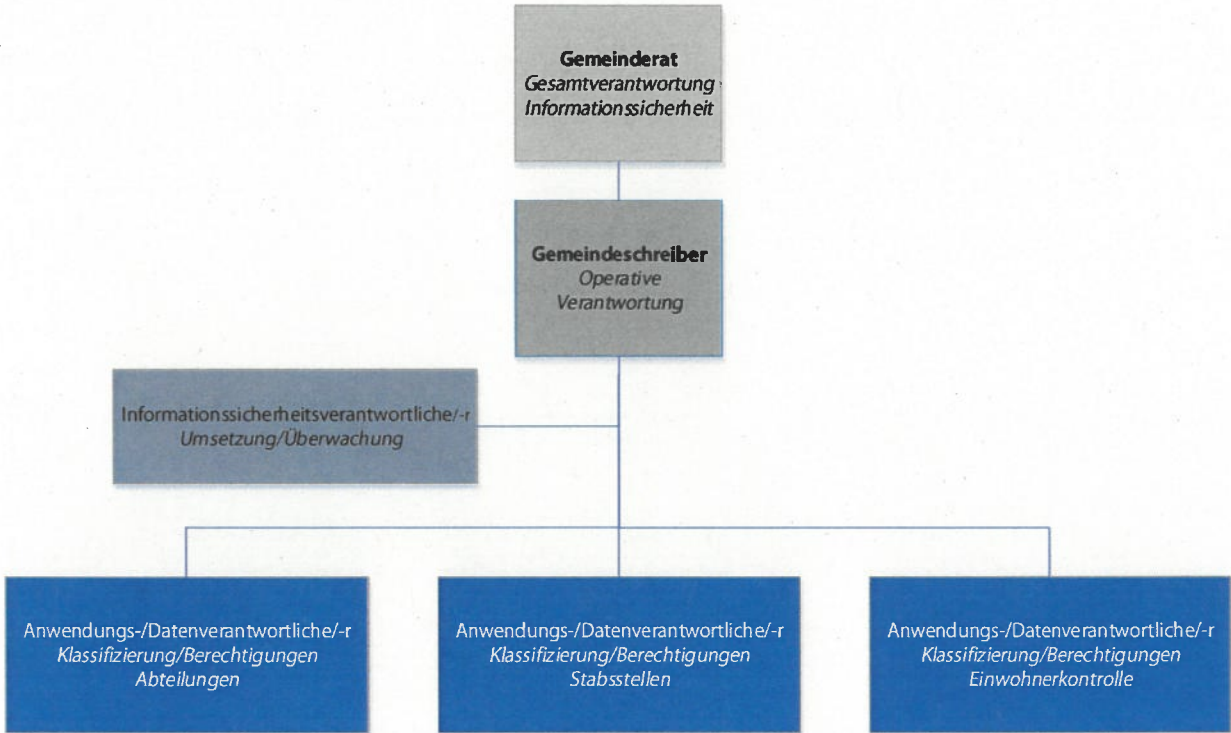 Gemeinderat
Gesamtverantwortung
Informationssicherheit
Gemeindeschreiber
Operative
Verantwortung
Informationssicherheitsverantwortliche/-r
Umsetzung/Überwachung
Anwendungs-/Datenverantwortliche/-r
Klassifizierung/Berechtigungen
Abteilungen
Anwendungs-/Datenverantwortliche/-r
Klassifizierung/Berechtigungen
Stabsstellen
Anwendungs-/Datenverantwortliche/-r
Klassifizierung/Berechtigungen
Einwohnerkontrolle